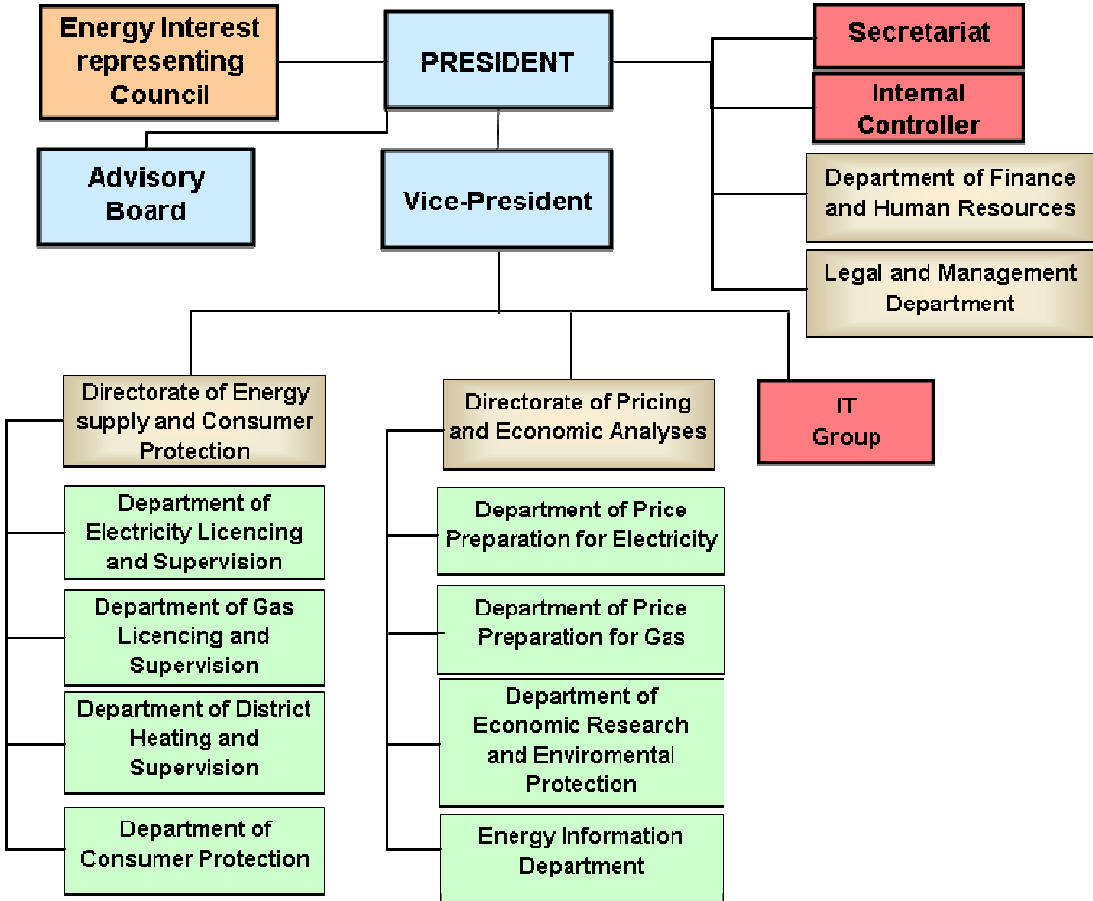 Energy Interest
representing
Council
PRESIDENT
Secretariat
Internal
Controller
Advisory
Board
Vice-President
Department of Finance
and Human Resources
Legal and Management
Department
Directorate of Energy
supply and Consumer
Protection
Directorate of Pricing
and Economic Analyses
IT
Group
Department of
Electricity Licencing
and Supervision
Department of Gas
Licencing and
Supervision
Department of District
Heating and
Supervision
Department of
Consumer Protection
Department of Price
Preparation for Electricity
Department of Price
Preparation for Gas
Department of
Economic Research
and Enviromental
Protection
Energy Information
Department